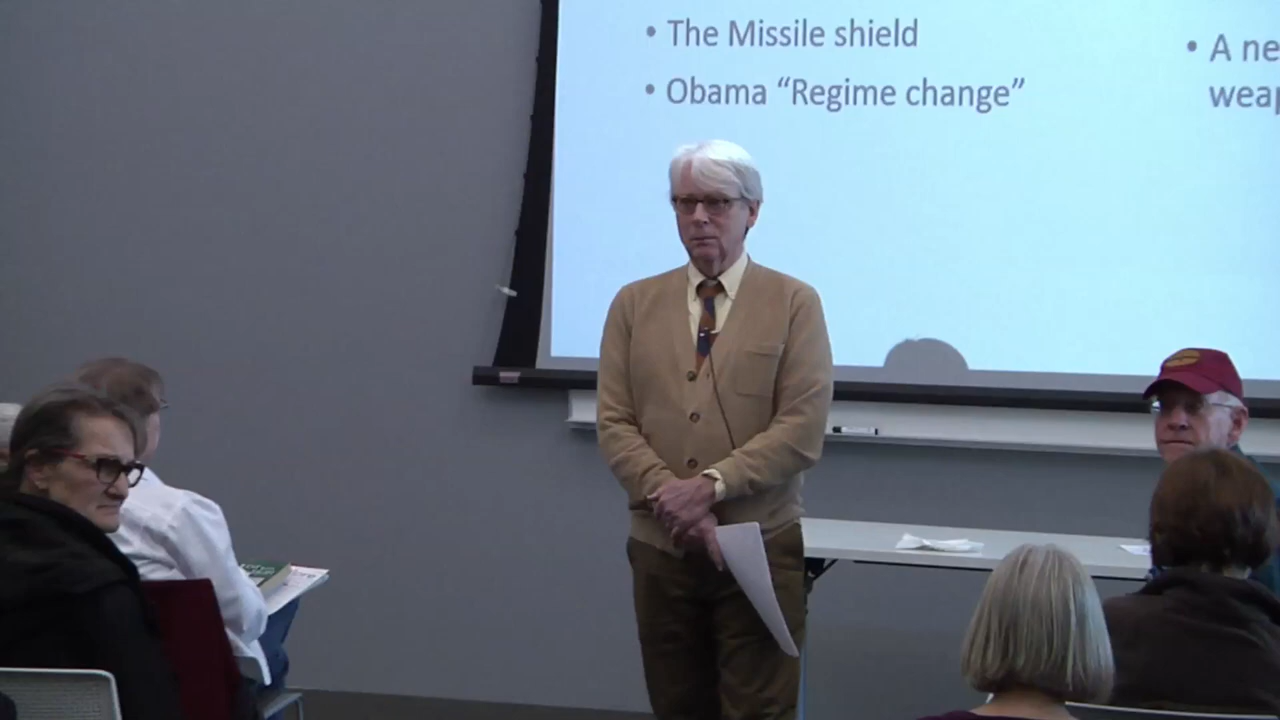 • The Missile shield
• Obama “Regime change”
• A ne
weap